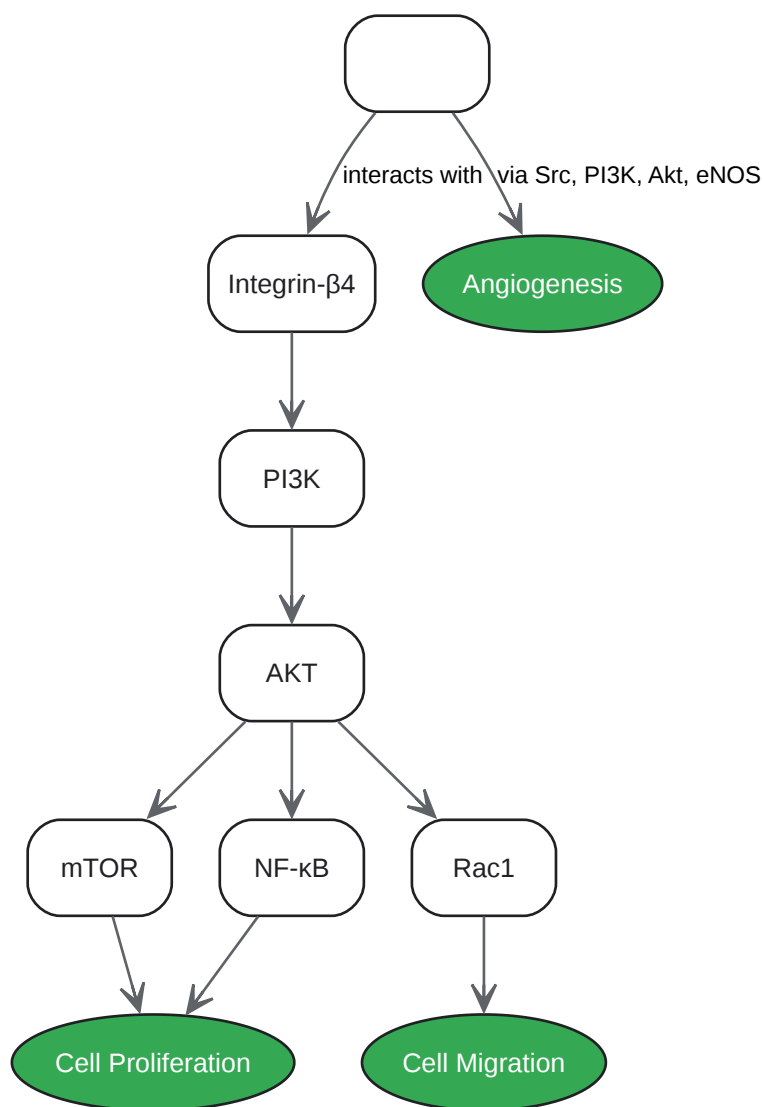 interacts with
via Src, PI3K, Akt, eNOS
Integrin-β4
Angiogenesis
PI3K
AKT
mTOR
NF-κB
Rac1
Cell Proliferation
Cell Migration